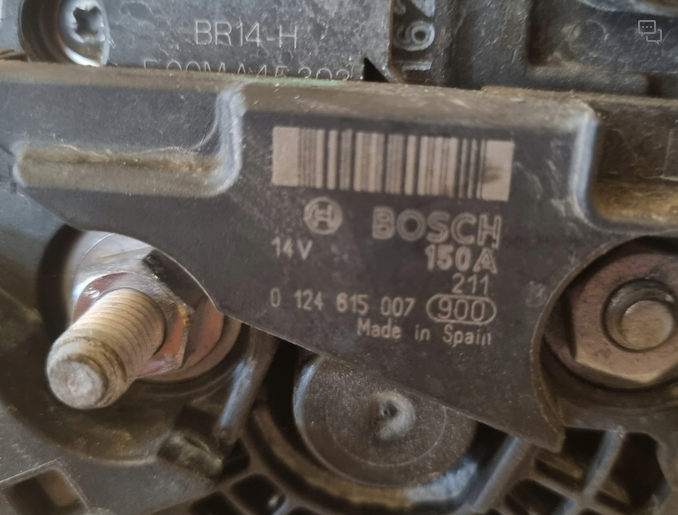 BR14-H
BOSCH
14V
150A
211
0 124 615 007 900
Made in Spain